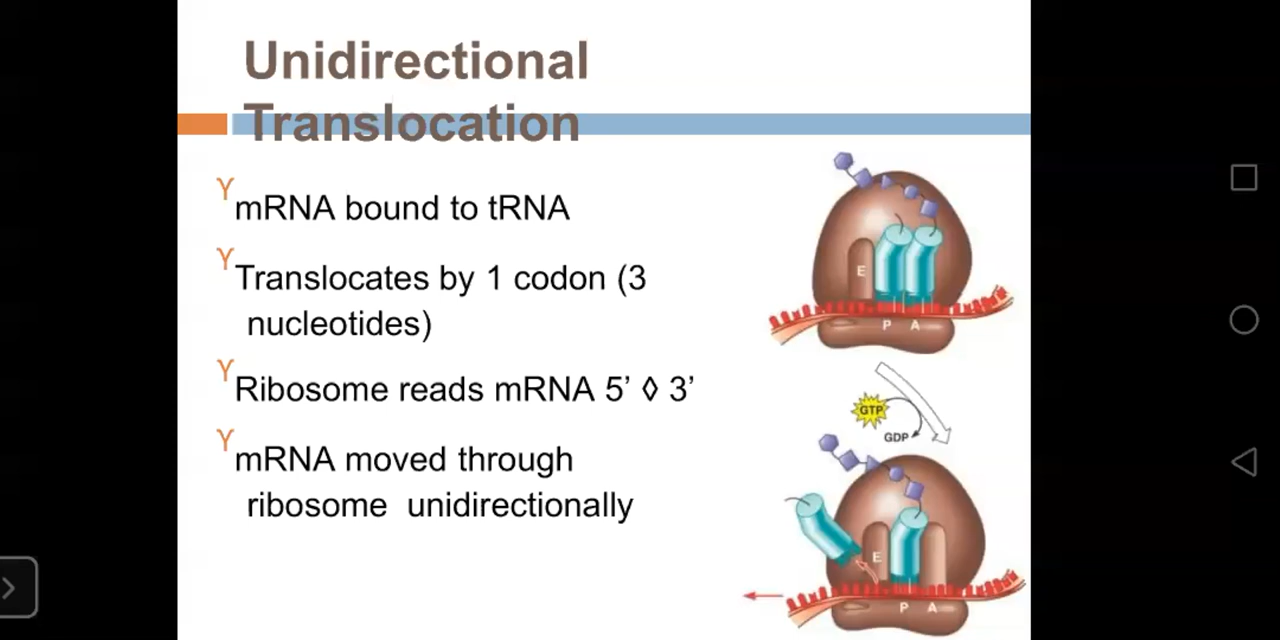 Unidirectional
Translocation
mRNA bound to tRNA
Translocates by 1 codon (3
nucleotides)
Ribosome reads mRNA 5’ ◊ 3’
mRNA moved through
ribosome unidirectionally
E
P A
GTP
GDP
E
P A